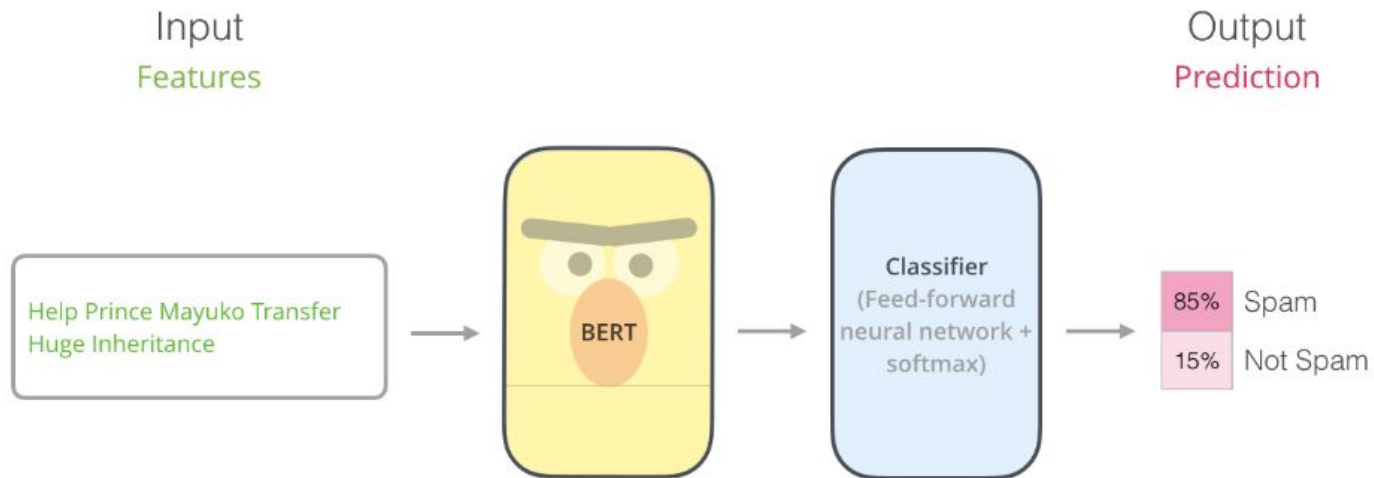 Input
Features
Output
Prediction
Help Prince Mayuko Transfer
Huge Inheritance
BERT
Classifier
(Feed-forward
neural network +
softmax)
85% Spam
15% Not Spam